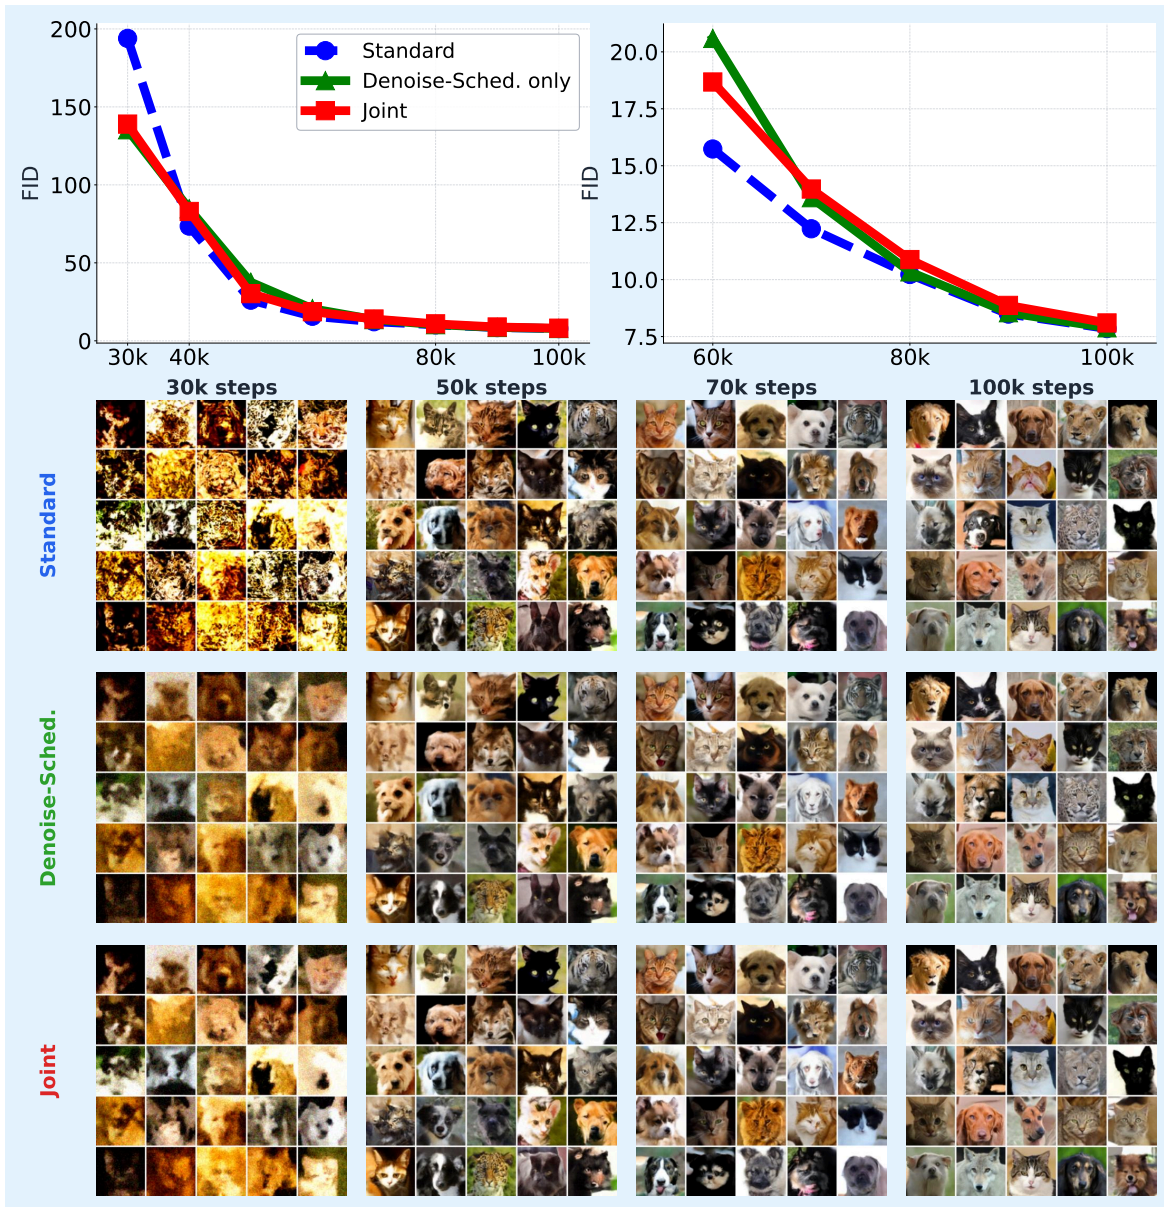 200
150
100
50
0
FID
30k 40k 80k 100k
Standard
Denoise-Sched. only
Joint
20.0
17.5
15.0
12.5
10.0
7.5
FID
60k 80k 100k
30k steps 50k steps 70k steps 100k steps
Standard
Denoise-Sched.
Joint